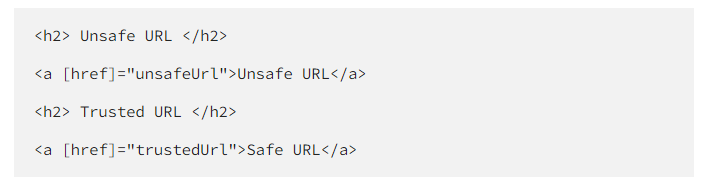 <h2> Unsafe URL </h2>
<a [href]="unsafeUrl">Unsafe URL</a>
<h2> Trusted URL </h2>
<a [href]="trustedUrl">Safe URL</a>